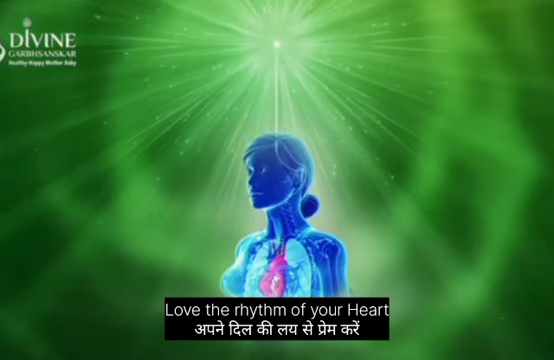 DIVINE
GARBHSANSKAR
Healthy-Happy Mother Baby
Love the rhythm of your Heart
अपने दिल की लय से प्रेम करें